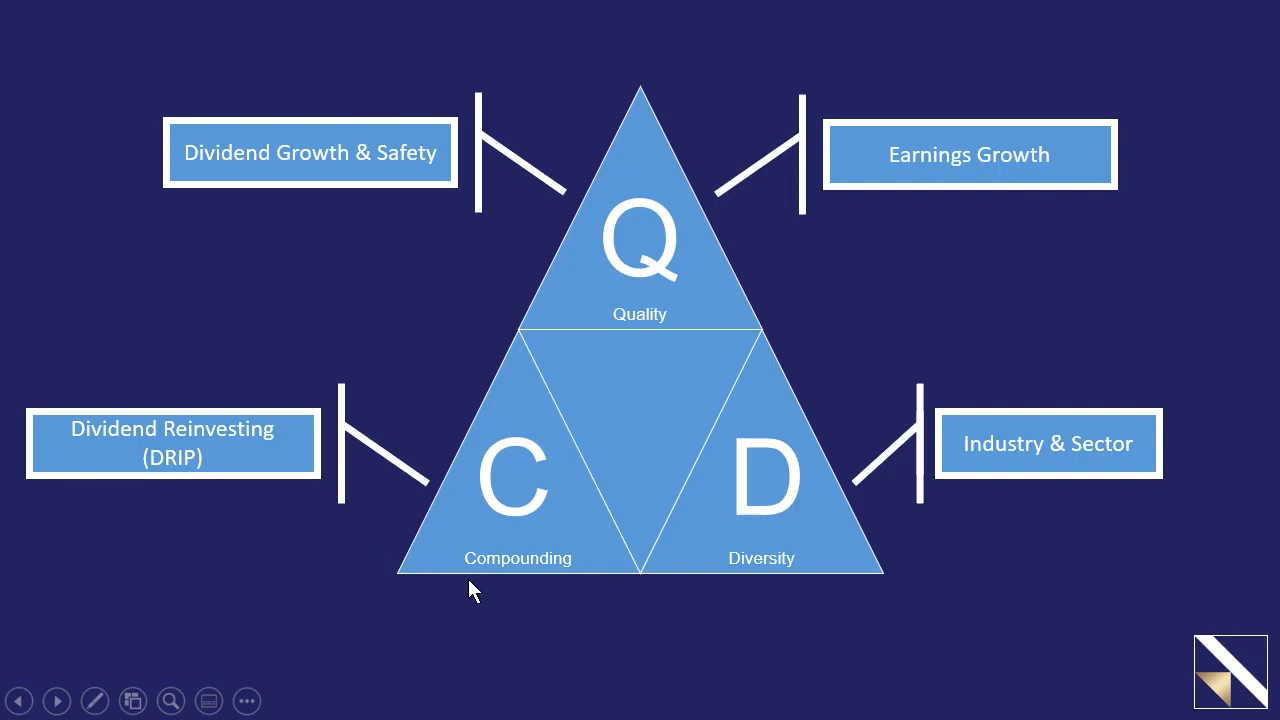 Dividend Growth & Safety
Earnings Growth
Q
Quality
Dividend Reinvesting
(DRIP)
Industry & Sector
C
Compounding
D
Diversity